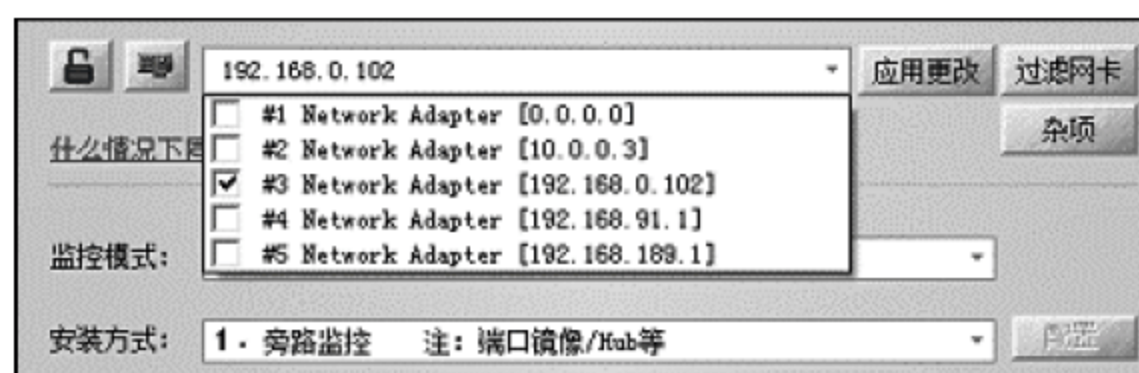 192.168.0.102 应用更改 过滤网卡
#1 Network Adapter [0.0.0.0]
杂项
什么情况下
#2 Network Adapter [10.0.0.3]
#3 Network Adapter [192.168.0.102]
#4 Network Adapter [192.168.91.1]
监控模式:
#5 Network Adapter [192.168.189.1]
安装方式: 1. 旁路监控 注: 端口镜像/Hub等